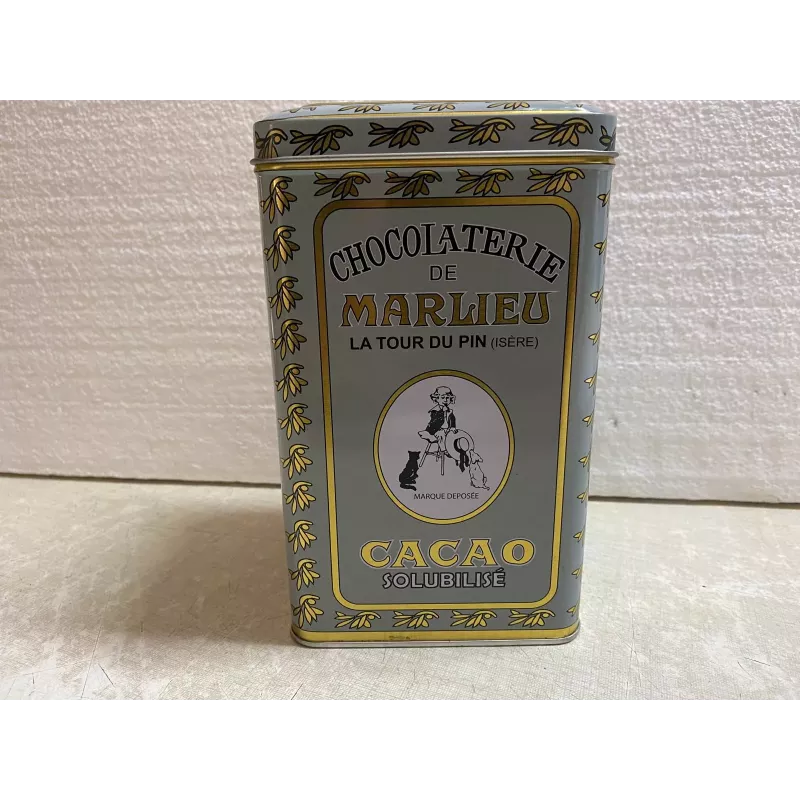 CHOCOLATERIE
DE
MARLIEU
LA TOUR DU PIN (ISÈRE)
MARQUE DEPOSÉE
CACAO
SOLUBILISÉ